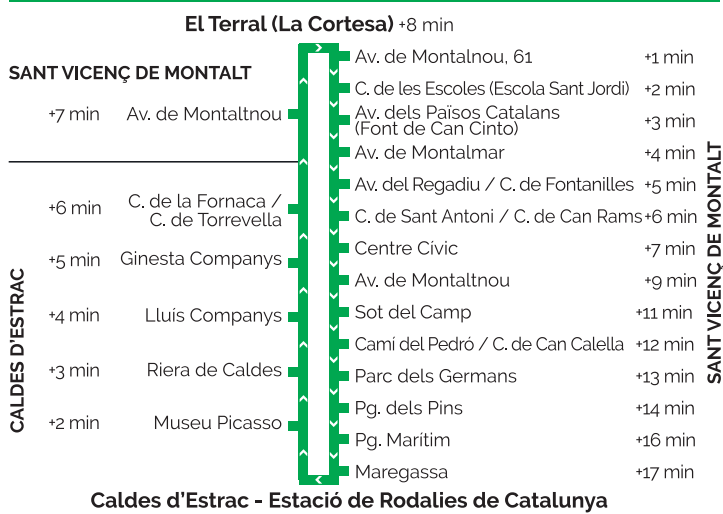 El Terral (La Cortesa) +8 min
SANT VICENÇ DE MONTALT
+7 min Av. de Montaltnou
+6 min C. de la Fornaca /
C. de Torrevella
+5 min Ginesta Companys
+4 min Lluís Companys
+3 min Riera de Caldes
+2 min Museu Picasso
CALDES D'ESTRAC
Av. de Montalnou, 61 +1 min
C. de les Escoles (Escola Sant Jordi) +2 min
Av. dels Països Catalans
(Font de Can Cinto) +3 min
Av. de Montalmar +4 min
Av. del Regadiu / C. de Fontanilles +5 min
C. de Sant Antoni / C. de Can Rams +6 min
Centre Cívic +7 min
Av. de Montaltnou +9 min
Sot del Camp +11 min
Camí del Pedró / C. de Can Calella +12 min
Parc dels Germans +13 min
Pg. dels Pins +14 min
Pg. Marítim +16 min
Maregassa +17 min
SANT VICENÇ DE MONTALT
Caldes d'Estrac - Estació de Rodalies de Catalunya